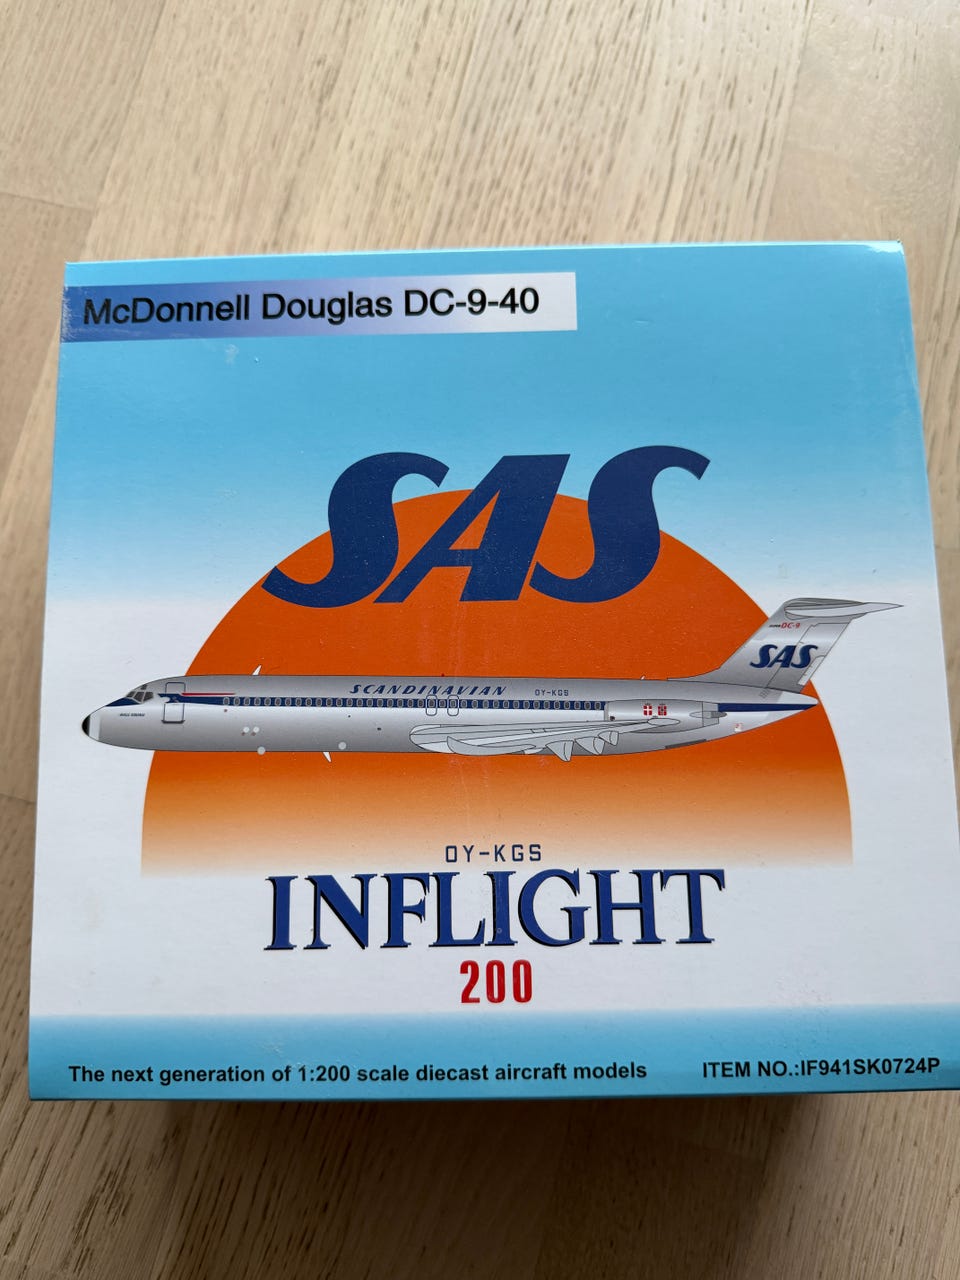 McDonnell Douglas DC-9-40
SAS
DC-9
SAS
SCANDINAVIAN OY-KGS
OY-KGS
INFLIGHT
200
The next generation of 1:200 scale diecast aircraft models
ITEM NO.:IF941SK0724P